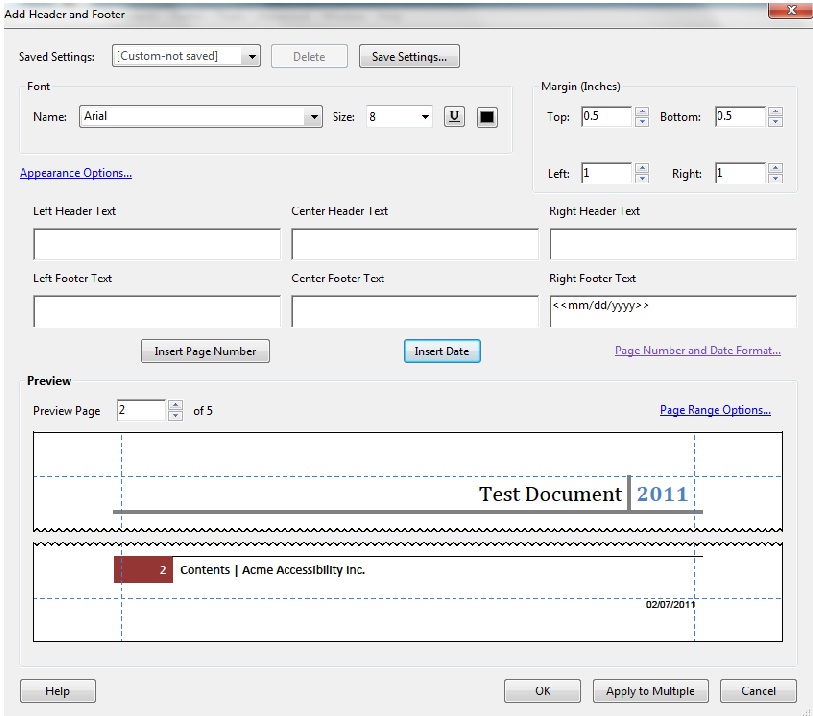 Add Header and Footer
X
Saved Settings: [Custom-not saved] Delete Save Settings...
Font
Name: Arial Size: 8 U
Margin (Inches)
Top: 0.5 Bottom: 0.5
Left: 1 Right: 1
Appearance Options...
Left Header Text Center Header Text Right Header Text
Left Footer Text Center Footer Text Right Footer Text
<<mm/dd/yyyy>>
Insert Page Number Insert Date Page Number and Date Format...
Preview
Preview Page 2 of 5 Page Range Options...
Test Document 2011
2 Contents | Acme Accessibility Inc.
02/07/2011
Help OK Apply to Multiple Cancel